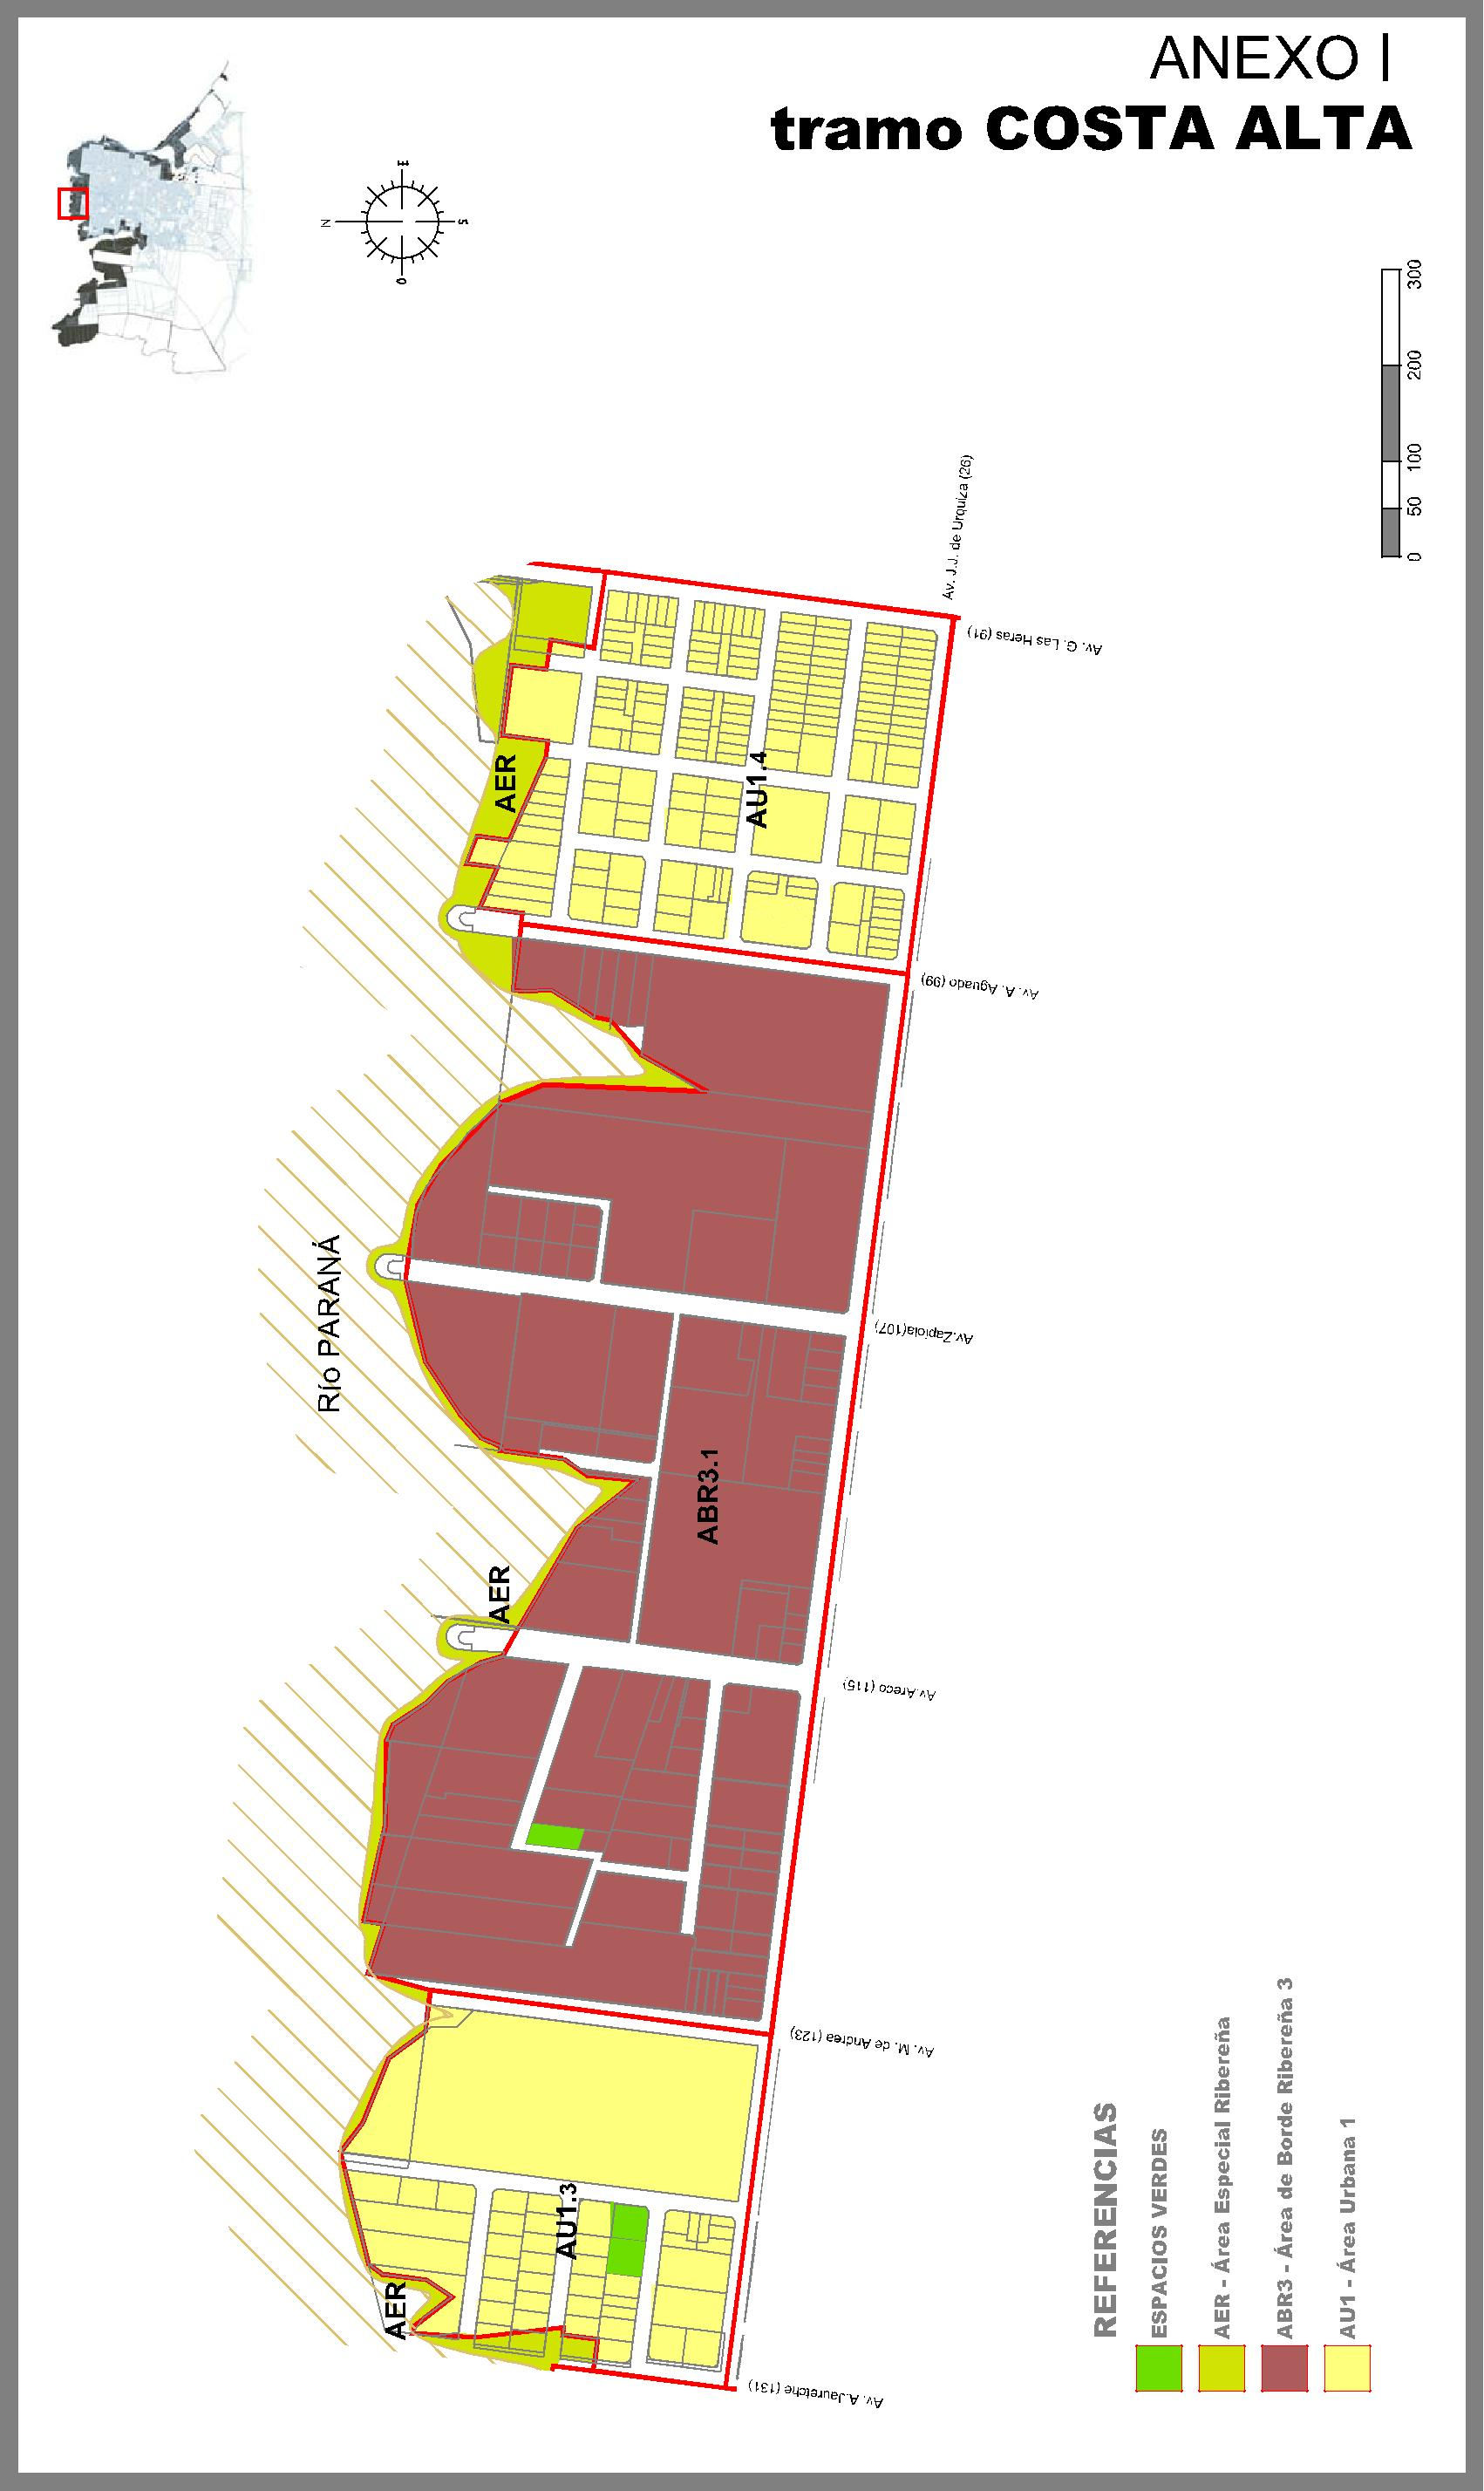 ANEXO I
tramo COSTA ALTA
N
E
S
O
0
50
100
200
300
Av. J.J. de Urquiza (26)
Av. G. Las Heras (91)
AER
AU1.4
Av. A. Aguado (99)
Río PARANÁ
Av.Zapiola(107)
ABR3.1
AER
Av.Areco (115)
Av. M. de Andrea (123)
AU1.3
AER
Av. A.Jauretche (131)
REFERENCIAS
ESPACIOS VERDES
AER - Área Especial Ribereña
ABR3 - Área de Borde Ribereña 3
AU1 - Área Urbana 1